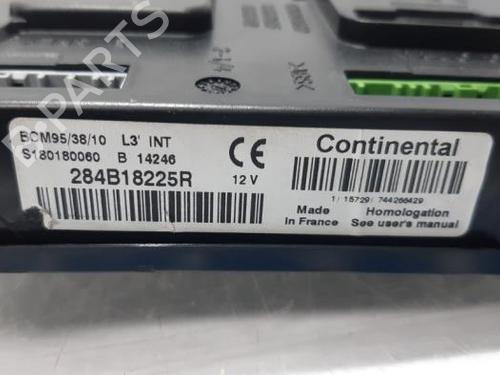 B-PARTS
BCM95/38/10 L3' INT
S180180060 B 14246
284B18225R
CE
12 V
Continental
1/15729/744266429
Made
in France
Homologation
See user's manual